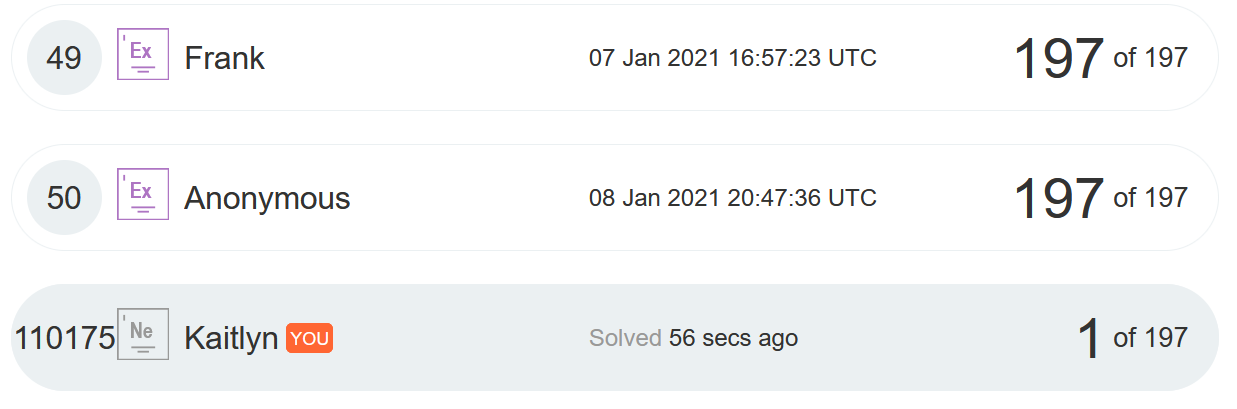 49 Ex Frank 07 Jan 2021 16:57:23 UTC 197 of 197
50 Ex Anonymous 08 Jan 2021 20:47:36 UTC 197 of 197
110175 Ne Kaitlyn YOU Solved 56 secs ago 1 of 197